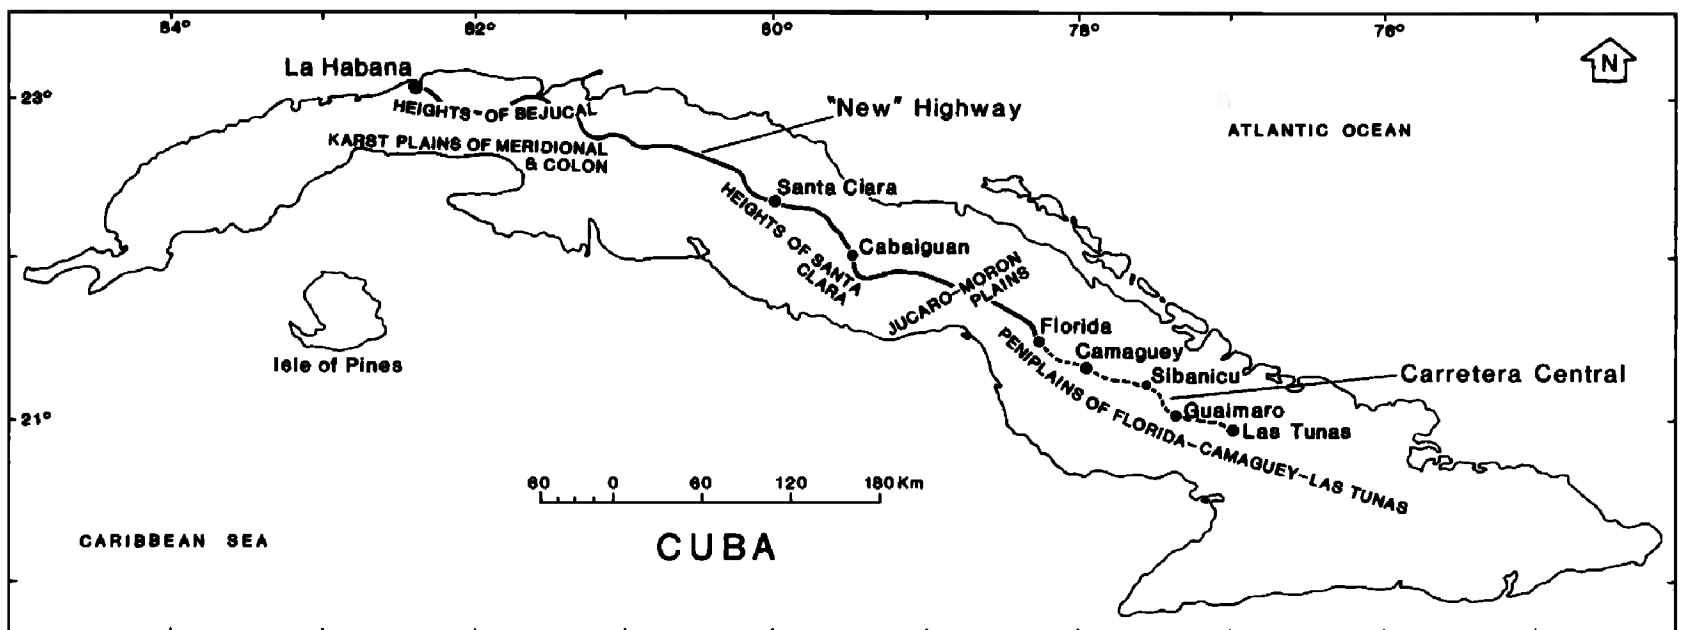 84° 82° 80° 78° 76°
N
La Habana
23°
HEIGHTS-OF BEJUCAL
"New" Highway
ATLANTIC OCEAN
KARST PLAINS OF MERIDIONAL
& COLON
Santa Clara
HEIGHTS OF SANTA
CLARA
Cabaiguan
JUCARO-MORON
PLAINS
Florida
Camaguey
Isle of Pines
Sibanicu
Carretera Central
PENIPLAINS OF FLORIDA-CAMAGUEY-LAS TUNAS
21°
Guaimaro
Las Tunas
60 0 60 120 180 Km
CARIBBEAN SEA
CUBA